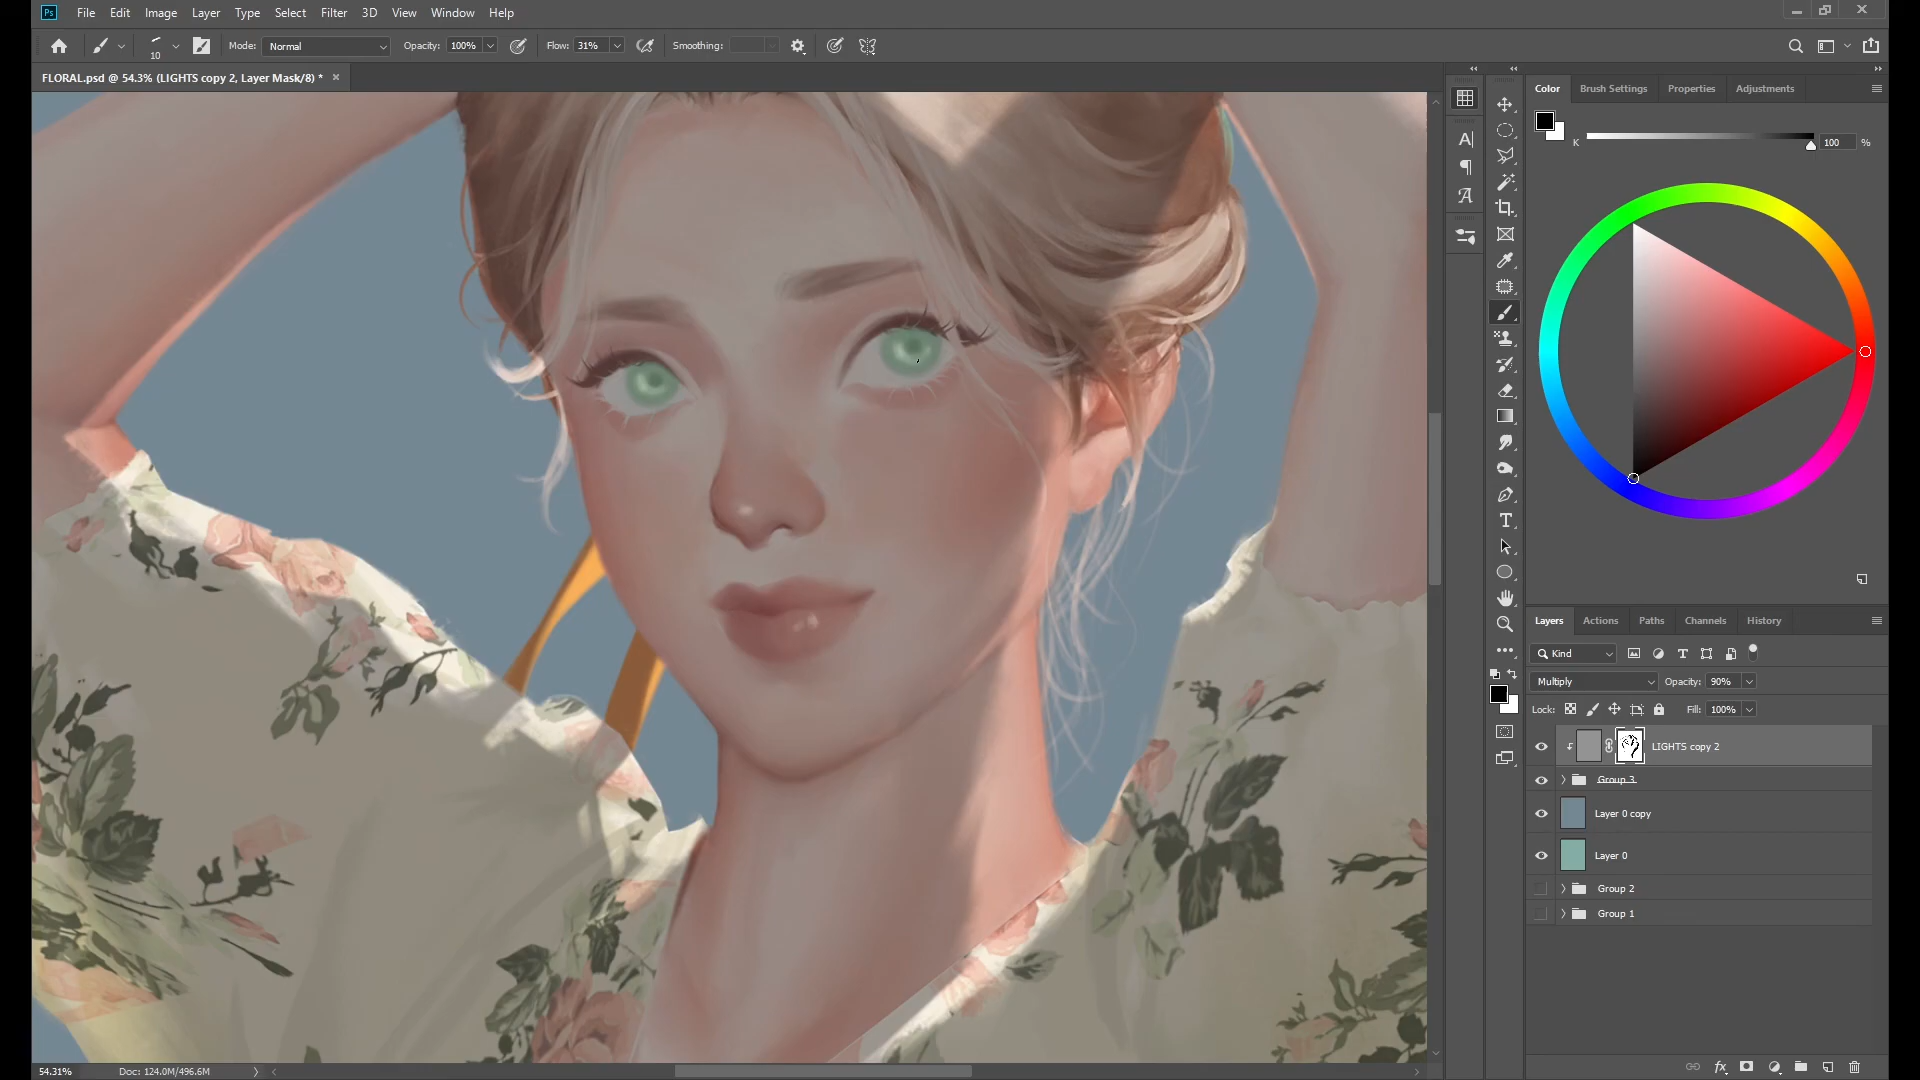 Ps File Edit Image Layer Type Select Filter 3D View Window Help
10 Mode: Normal Opacity: 100% Flow: 31% Smoothing:
FLORAL.psd @ 54.3% (LIGHTS copy 2, Layer Mask/8) * ×
Color Brush Settings Properties Adjustments
K 100 %
Layers Actions Paths Channels History
Kind
Multiply Opacity: 90%
Lock: Fill: 100%
LIGHTS copy 2
Group 3
Layer 0 copy
Layer 0
Group 2
Group 1
54.31% Doc: 124.0M/496.6M